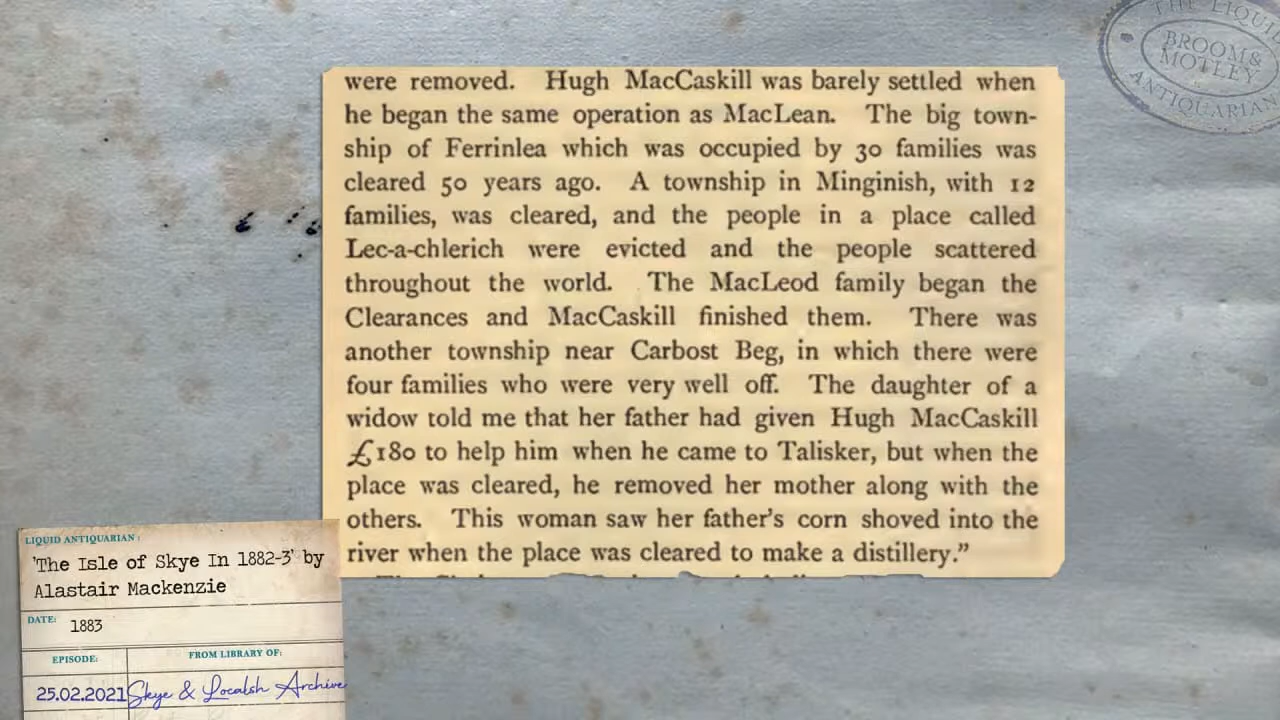 THE LIQUI
BROOM &
MOTLEY
ANTIQUARIAN
were removed. Hugh MacCaskill was barely settled when
he began the same operation as MacLean. The big town-
ship of Ferrinlea which was occupied by 30 families was
cleared 50 years ago. A township in Minginish, with 12
families, was cleared, and the people in a place called
Lec-a-chlerich were evicted and the people scattered
throughout the world. The MacLeod family began the
Clearances and MacCaskill finished them. There was
another township near Carbost Beg, in which there were
four families who were very well off. The daughter of a
widow told me that her father had given Hugh MacCaskill
£180 to help him when he came to Talisker, but when the
place was cleared, he removed her mother along with the
others. This woman saw her father's corn shoved into the
river when the place was cleared to make a distillery.”
LIQUID ANTIQUARIAN:
'The Isle of Skye In 1882-3' by
Alastair Mackenzie
DATE: 1883
EPISODE: FROM LIBRARY OF:
25.02.2021 Skye & Localsh Archive